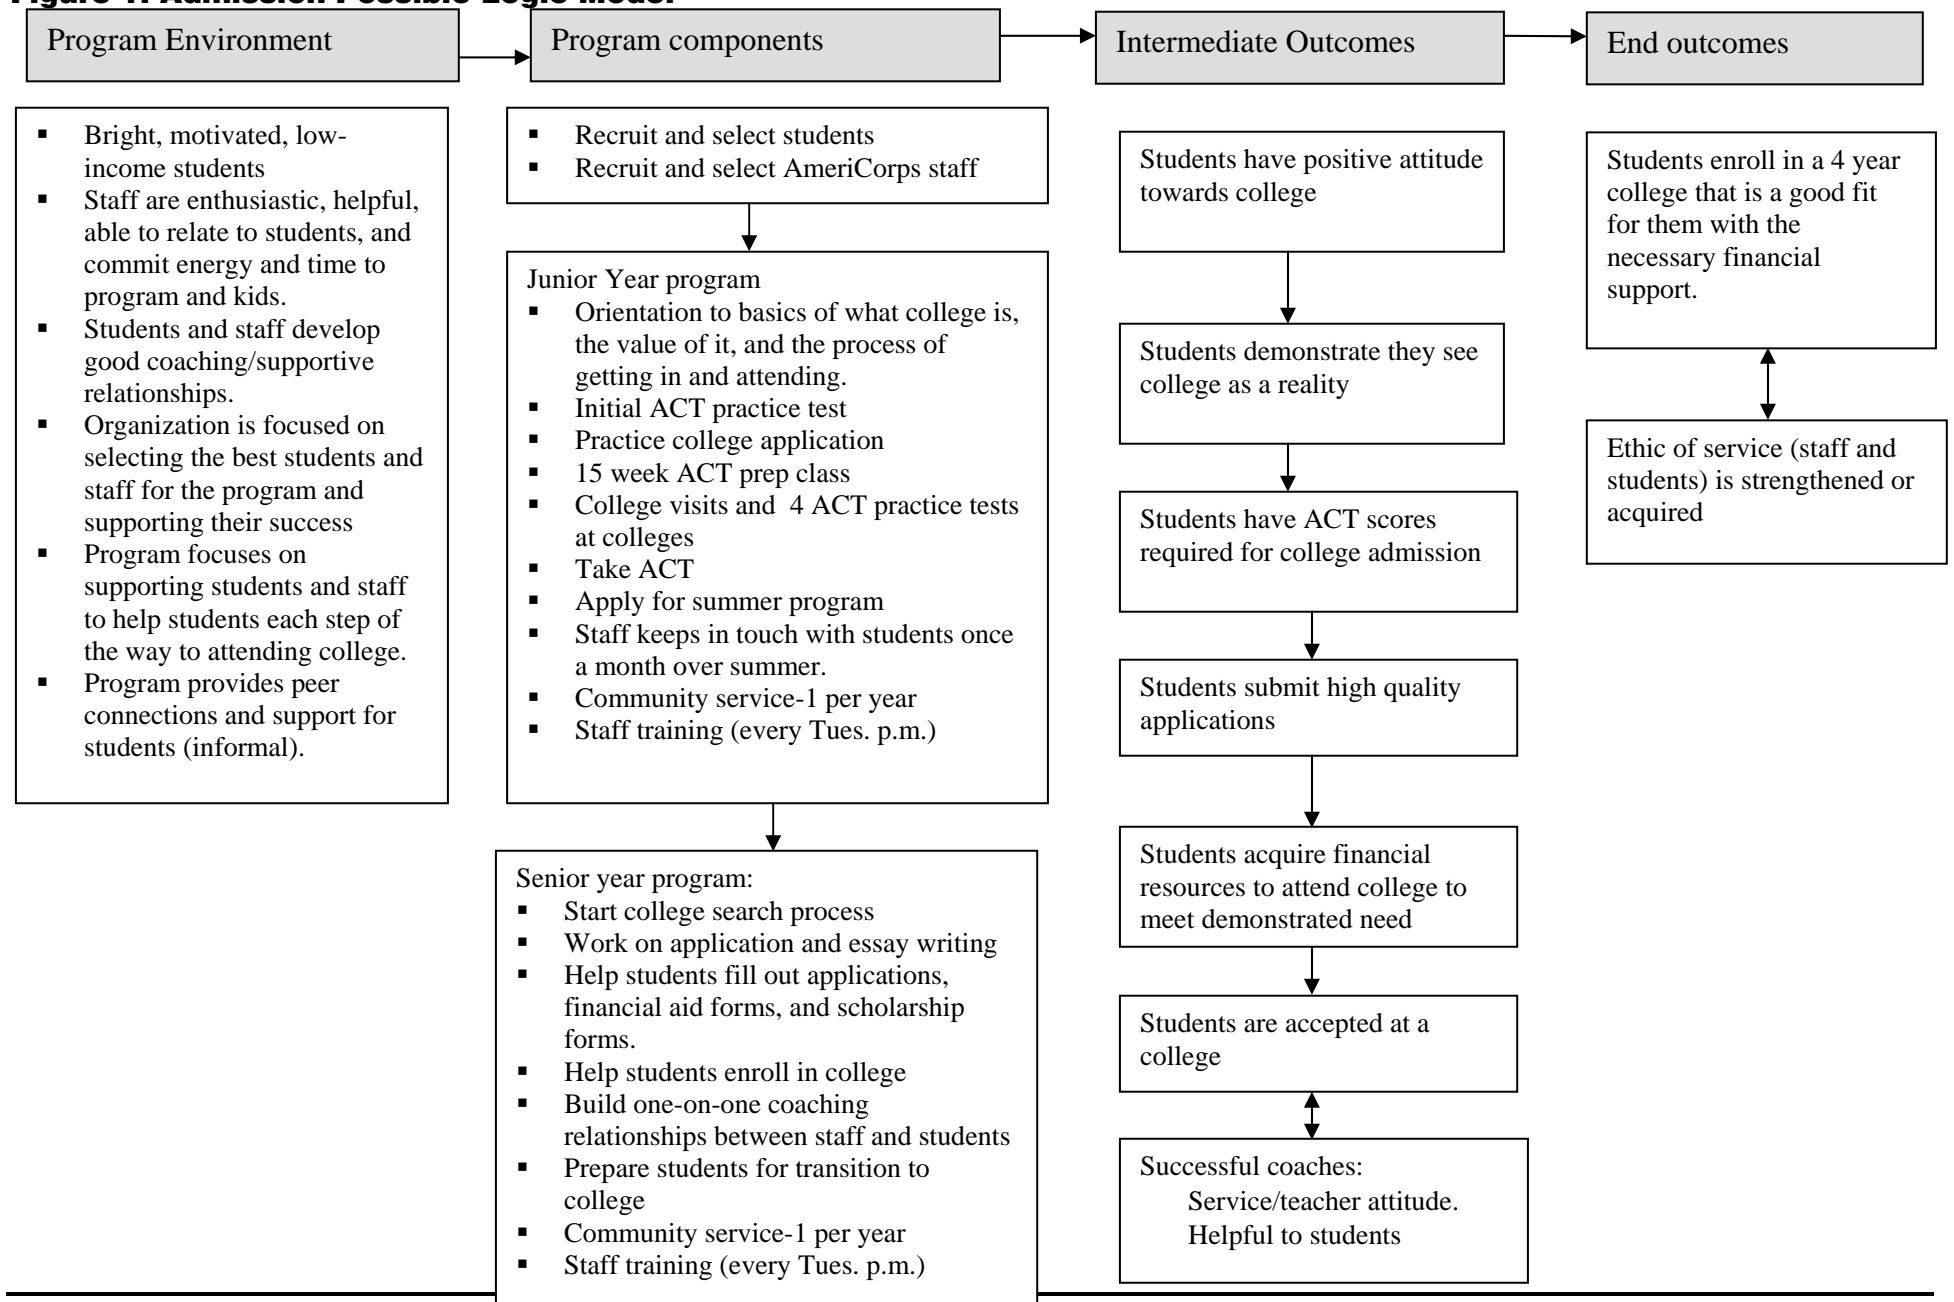 Figure 1. Admission Possible Logic Model
Program Environment
Program components
Intermediate Outcomes
End outcomes
▪ Bright, motivated, low-
income students
▪ Staff are enthusiastic, helpful,
able to relate to students, and
commit energy and time to
program and kids.
▪ Students and staff develop
good coaching/supportive
relationships.
▪ Organization is focused on
selecting the best students and
staff for the program and
supporting their success
▪ Program focuses on
supporting students and staff
to help students each step of
the way to attending college.
▪ Program provides peer
connections and support for
students (informal).
▪ Recruit and select students
▪ Recruit and select AmeriCorps staff
Junior Year program
▪ Orientation to basics of what college is,
the value of it, and the process of
getting in and attending.
▪ Initial ACT practice test
▪ Practice college application
▪ 15 week ACT prep class
▪ College visits and 4 ACT practice tests
at colleges
▪ Take ACT
▪ Apply for summer program
▪ Staff keeps in touch with students once
a month over summer.
▪ Community service-1 per year
▪ Staff training (every Tues. p.m.)
Senior year program:
▪ Start college search process
▪ Work on application and essay writing
▪ Help students fill out applications,
financial aid forms, and scholarship
forms.
▪ Help students enroll in college
▪ Build one-on-one coaching
relationships between staff and students
▪ Prepare students for transition to
college
▪ Community service-1 per year
▪ Staff training (every Tues. p.m.)
Students have positive attitude
towards college
Students demonstrate they see
college as a reality
Students have ACT scores
required for college admission
Students submit high quality
applications
Students acquire financial
resources to attend college to
meet demonstrated need
Students are accepted at a
college
Successful coaches:
Service/teacher attitude.
Helpful to students
Students enroll in a 4 year
college that is a good fit
for them with the
necessary financial
support.
Ethic of service (staff and
students) is strengthened or
acquired